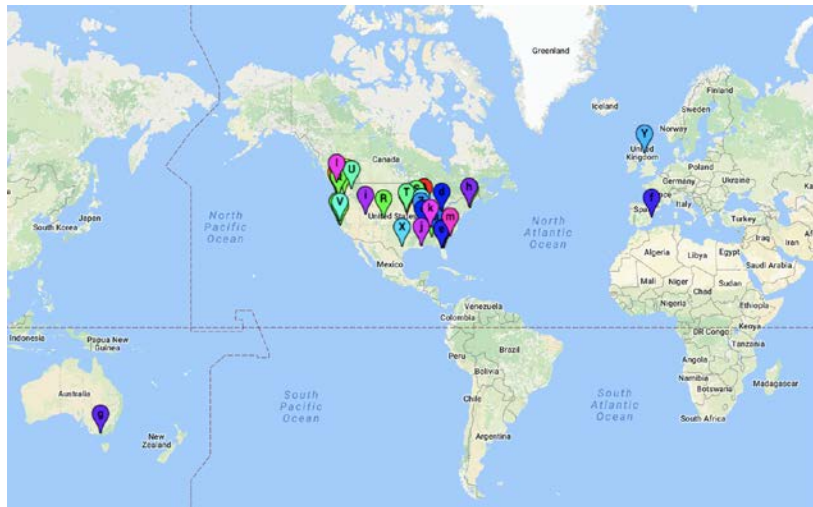 Greenland
Iceland
Finland
Sweden
Norway
Y
United
Kingdom
Canada
I
U
Poland
Germany
Ukraine
f
Italy
Spain
Turkey
V
i
R
T
d
h
k
m
X
j
e
United States
North
Pacific
Ocean
North
Atlantic
Ocean
Japan
South Korea
Mexico
Algeria
Libya
Egypt
Iraq
Iran
Saudi Arabia
Mali
Niger
Chad
Sudan
Nigeria
Ethiopia
Venezuela
Colombia
Kenya
DR Congo
Tanzania
Indonesia
Papua New
Guinea
Brazil
Peru
Bolivia
Angola
Namibia
Botswana
Madagascar
South Africa
Australia
g
South
Pacific
Ocean
South
Atlantic
Ocean
Chile
New
Zealand
Argentina